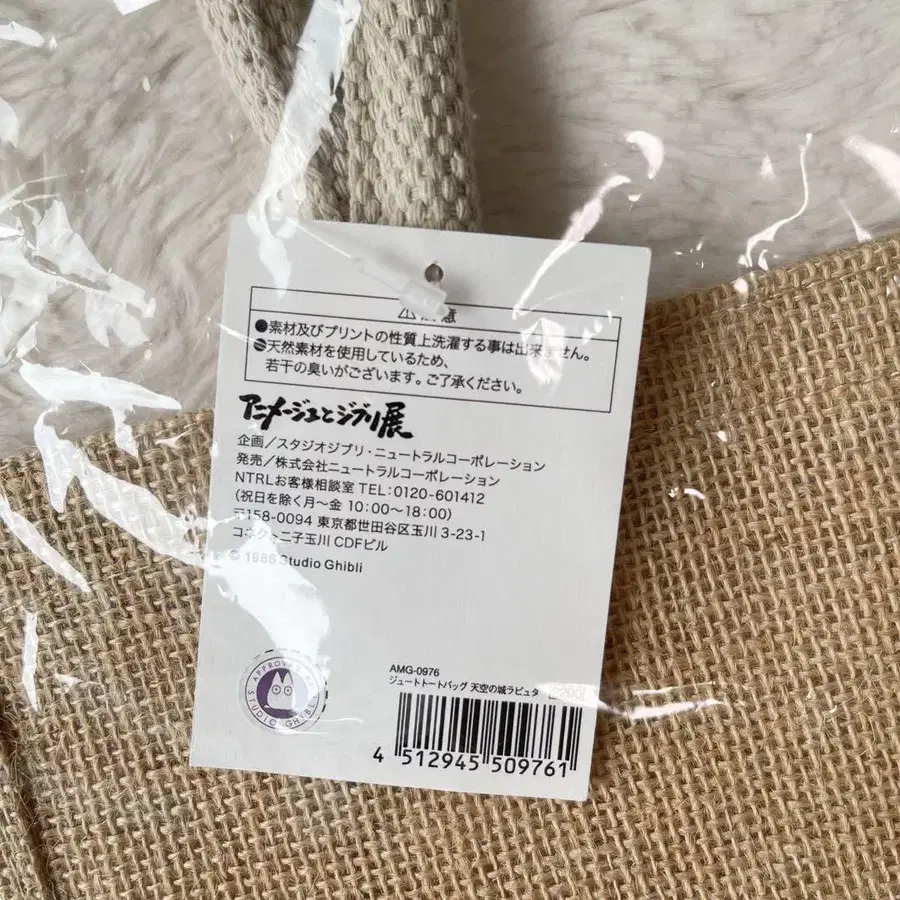 注意
●素材及びプリントの性質上洗濯する事は出来ません。
●天然素材を使用しているため、
若干の臭いがございます。ご了承ください。
アニメージュとジブリ展
企画/スタジオジブリ・ニュートラルコーポレーション
発売/株式会社ニュートラルコーポレーション
NTRLお客様相談室 TEL:0120-601412
(祝日を除く月~金 10:00~18:00)
〒158-0094 東京都世田谷区玉川 3-23-1
二子玉川 CDFビル
© 1986 Studio Ghibli
APPROVED
STUDIO GHIBLI
AMG-0976
ジュートトートバッグ 天空の城ラピュタ 2200
4 512945 509761